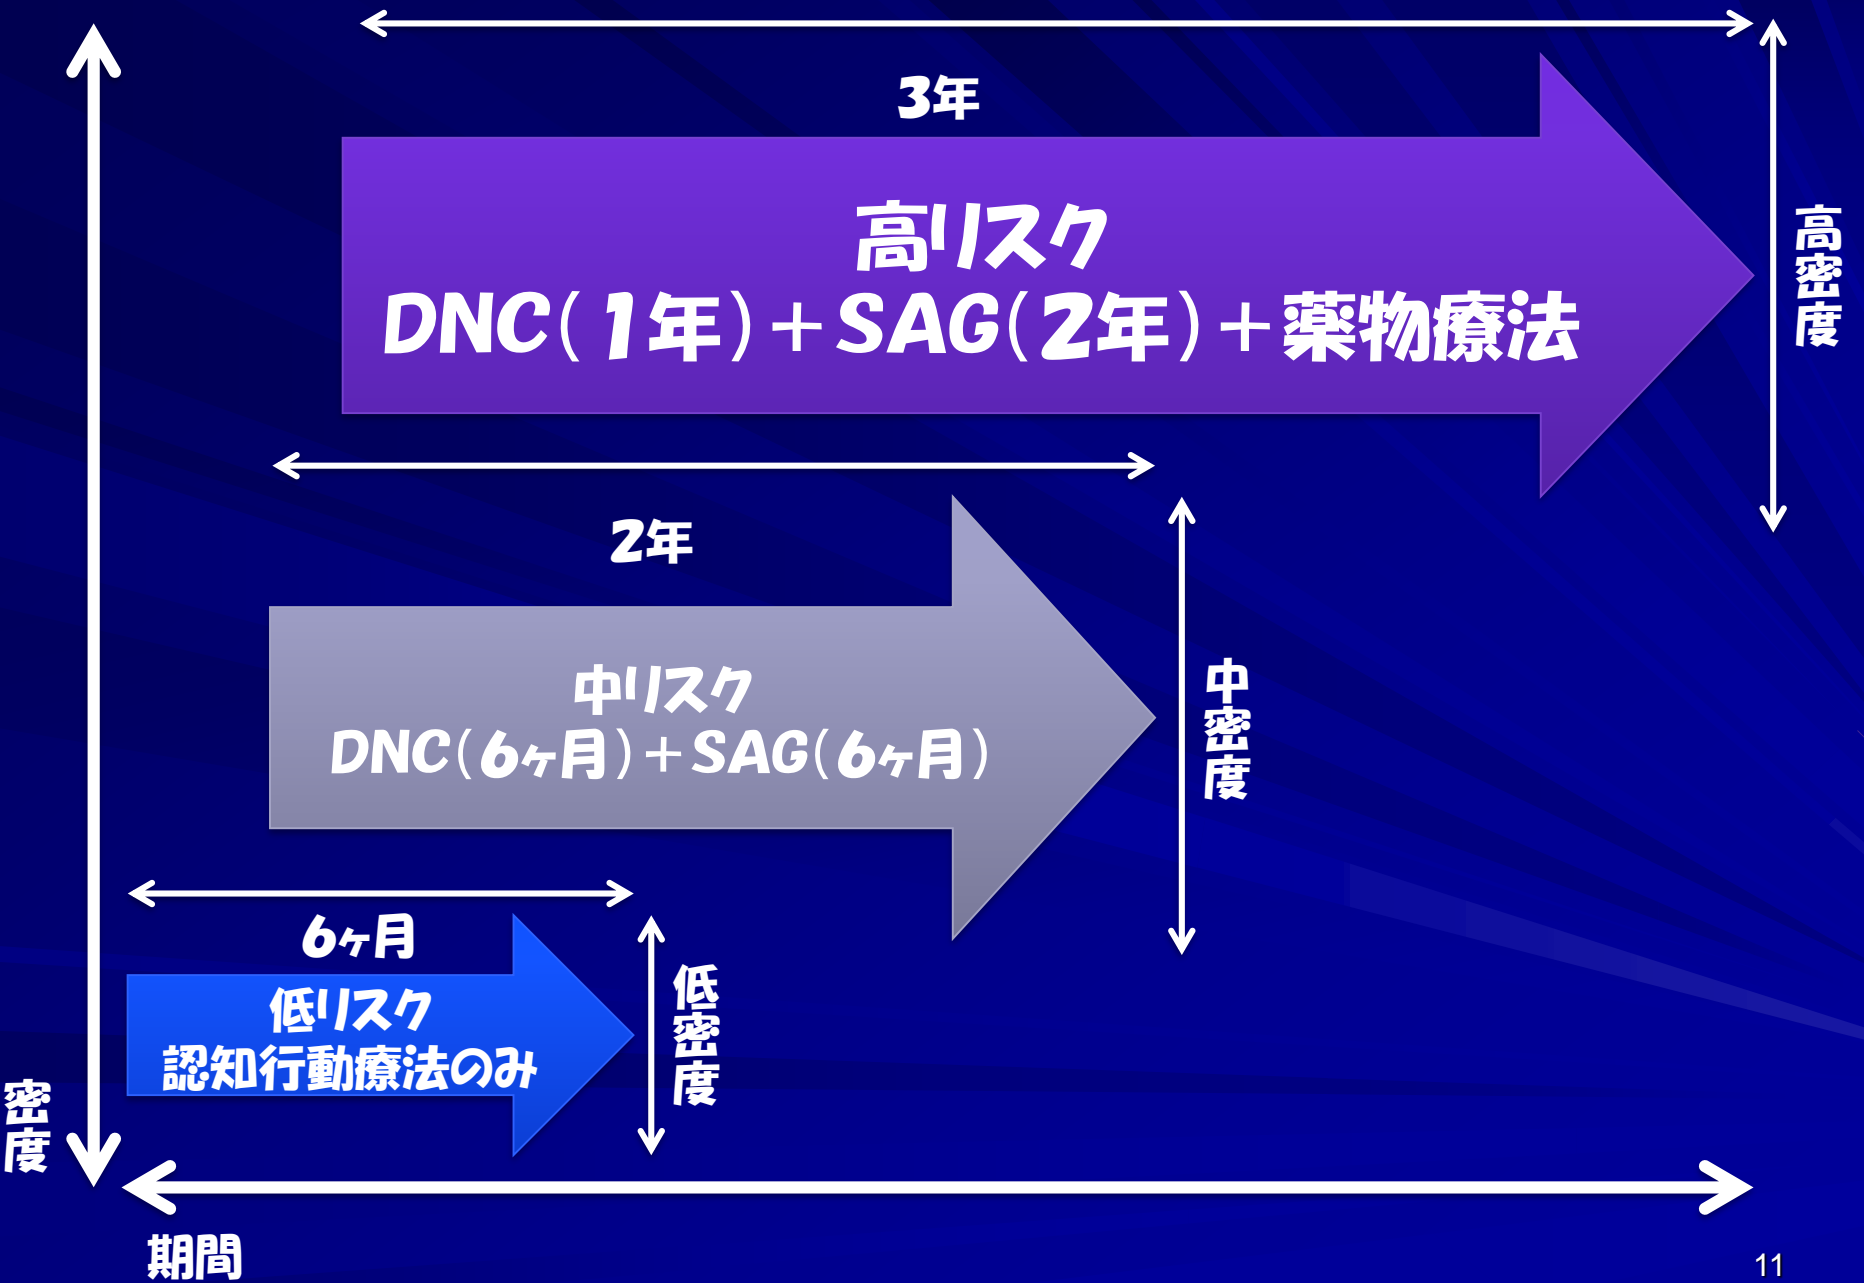 3年
高リスク
DNC(1年)+SAG(2年)+薬物療法
高密度
2年
中リスク
DNC(6ヶ月)+SAG(6ヶ月)
中密度
6ヶ月
低リスク
認知行動療法のみ
低密度
密度
期間
11